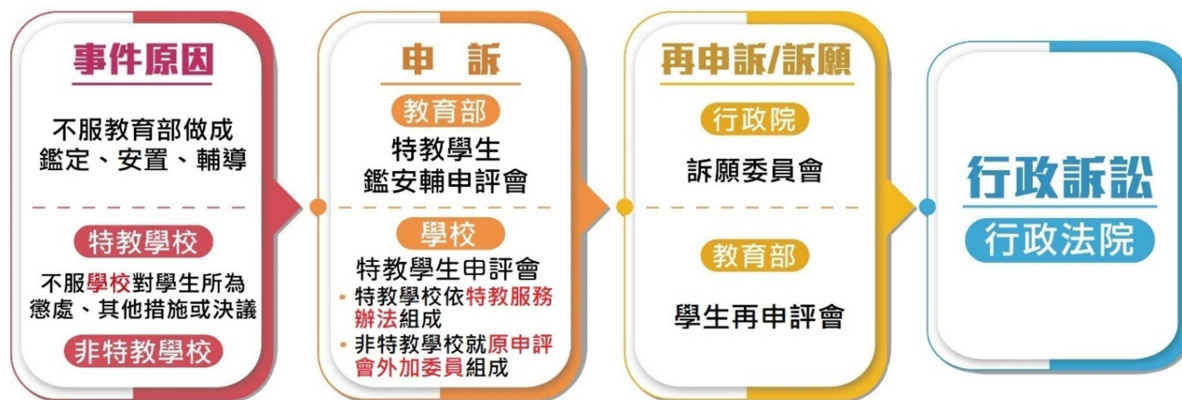 事件原因
不服教育部做成
鑑定、安置、輔導
特教學校
不服學校對學生所為
懲處、其他措施或決議
非特教學校
申訴
教育部
特教學生
鑑安輔申評會
學校
特教學生申評會
• 特教學校依特教服務
辦法組成
• 非特教學校就原申評
會外加委員組成
再申訴/訴願
行政院
訴願委員會
教育部
學生再申評會
行政訴訟
行政法院